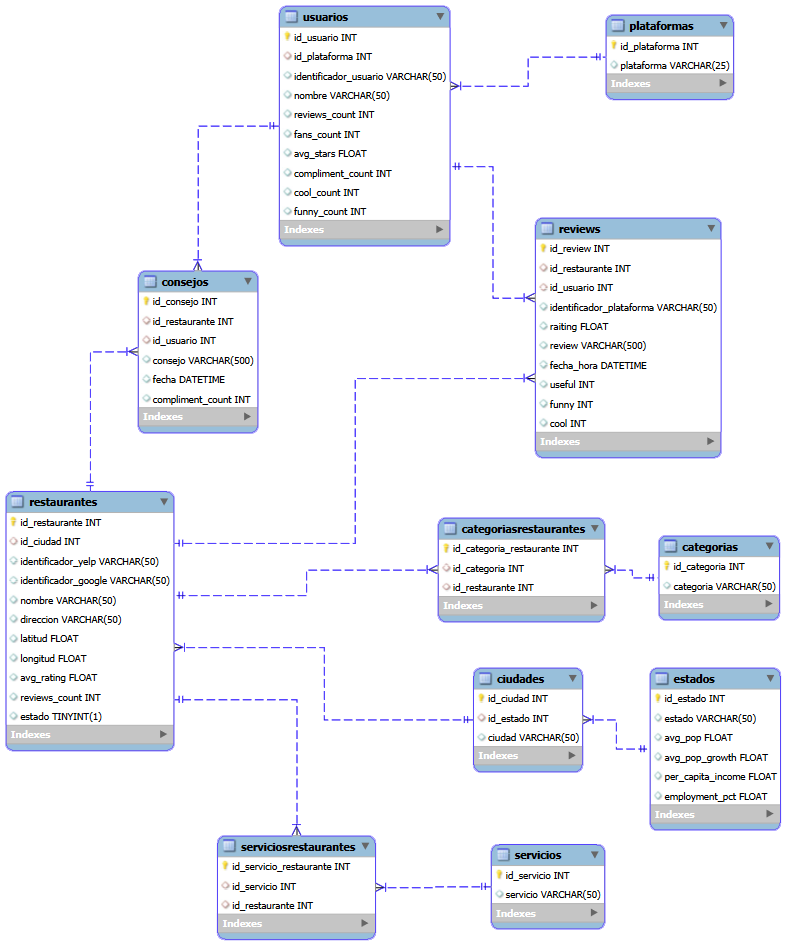 usuarios
id_usuario INT
id_plataforma INT
identificador_usuario VARCHAR(50)
nombre VARCHAR(50)
reviews_count INT
fans_count INT
avg_stars FLOAT
compliment_count INT
cool_count INT
funny_count INT
Indexes
plataformas
id_plataforma INT
plataforma VARCHAR(25)
Indexes
reviews
id_review INT
id_restaurante INT
id_usuario INT
identificador_plataforma VARCHAR(50)
raiting FLOAT
review VARCHAR(500)
fecha_hora DATETIME
useful INT
funny INT
cool INT
Indexes
consejos
id_consejo INT
id_restaurante INT
id_usuario INT
consejo VARCHAR(500)
fecha DATETIME
compliment_count INT
Indexes
restaurantes
id_restaurante INT
id_ciudad INT
identificador_yelp VARCHAR(50)
identificador_google VARCHAR(50)
nombre VARCHAR(50)
direccion VARCHAR(50)
latitud FLOAT
longitud FLOAT
avg_rating FLOAT
reviews_count INT
estado TINYINT(1)
Indexes
categoriasrestaurantes
id_categoria_restaurante INT
id_categoria INT
id_restaurante INT
Indexes
categorias
id_categoria INT
categoria VARCHAR(50)
Indexes
ciudades
id_ciudad INT
id_estado INT
ciudad VARCHAR(50)
Indexes
estados
id_estado INT
estado VARCHAR(50)
avg_pop FLOAT
avg_pop_growth FLOAT
per_capita_income FLOAT
employment_pct FLOAT
Indexes
serviciosrestaurantes
id_servicio_restaurante INT
id_servicio INT
id_restaurante INT
Indexes
servicios
id_servicio INT
servicio VARCHAR(50)
Indexes